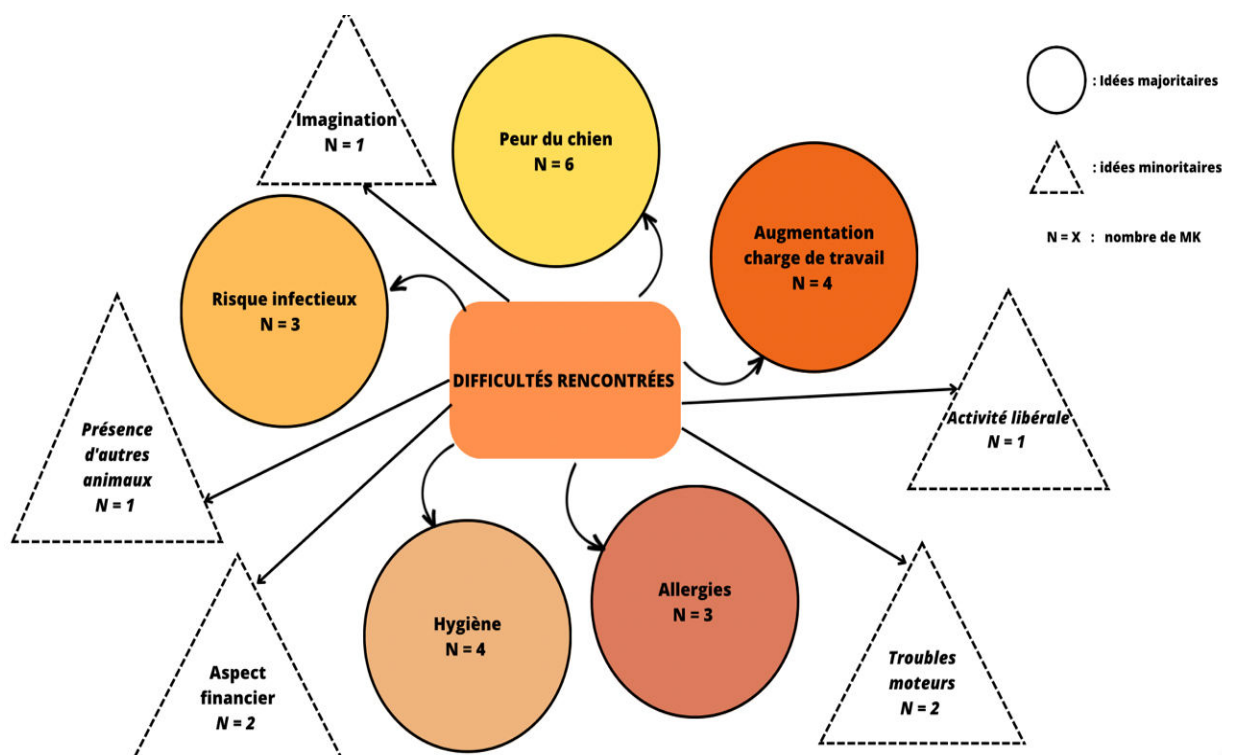 Imagination
N = 1
Peur du chien
N = 6
: Idées majoritaires
: idées minoritaires
N = X : nombre de MK
Augmentation
charge de travail
N = 4
Risque infectieux
N = 3
DIFFICULTÉS RENCONTRÉES
Activité libérale
N = 1
Présence
d'autres
animaux
N = 1
Hygiène
N = 4
Allergies
N = 3
Aspect
financier
N = 2
Troubles
moteurs
N = 2